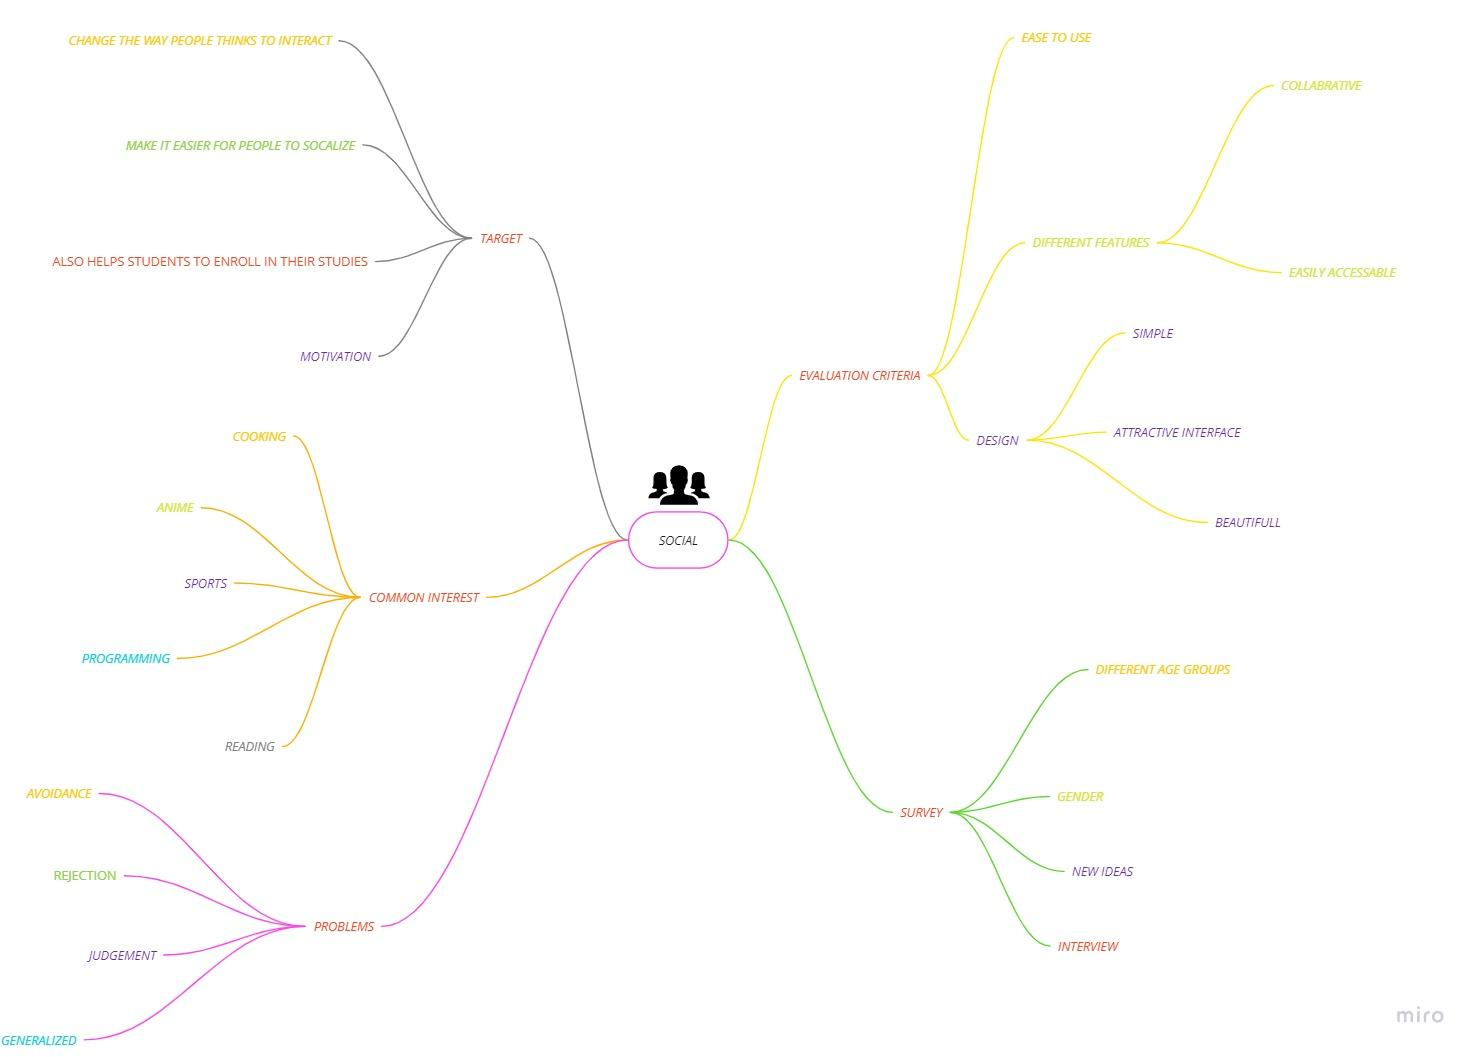 CHANGE THE WAY PEOPLE THINKS TO INTERACT
MAKE IT EASIER FOR PEOPLE TO SOCALIZE
TARGET
ALSO HELPS STUDENTS TO ENROLL IN THEIR STUDIES
MOTIVATION
COOKING
ANIME
SPORTS
COMMON INTEREST
PROGRAMMING
READING
AVOIDANCE
REJECTION
PROBLEMS
JUDGEMENT
GENERALIZED
SOCIAL
EASE TO USE
COLLABRATIVE
DIFFERENT FEATURES
EASILY ACCESSABLE
SIMPLE
EVALUATION CRITERIA
ATTRACTIVE INTERFACE
DESIGN
BEAUTIFULL
DIFFERENT AGE GROUPS
GENDER
SURVEY
NEW IDEAS
INTERVIEW
miro